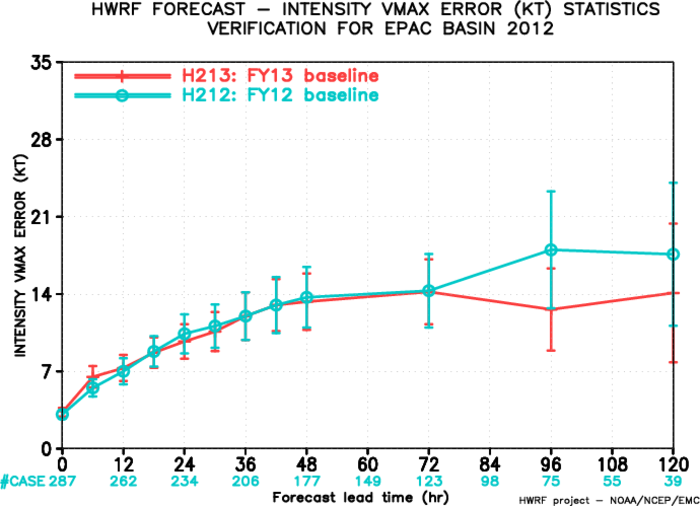 HWRF FORECAST – INTENSITY VMAX ERROR (KT) STATISTICS
VERIFICATION FOR EPAC BASIN 2012
H213: FY13 baseline
H212: FY12 baseline
INTENSITY VMAX ERROR (KT)
35
28
21
14
7
0
0 12 24 36 48 60 72 84 96 108 120
#CASE 287 262 234 206 177 149 123 98 75 55 39
Forecast lead time (hr)
HWRF project – NOAA/NCEP/EMC